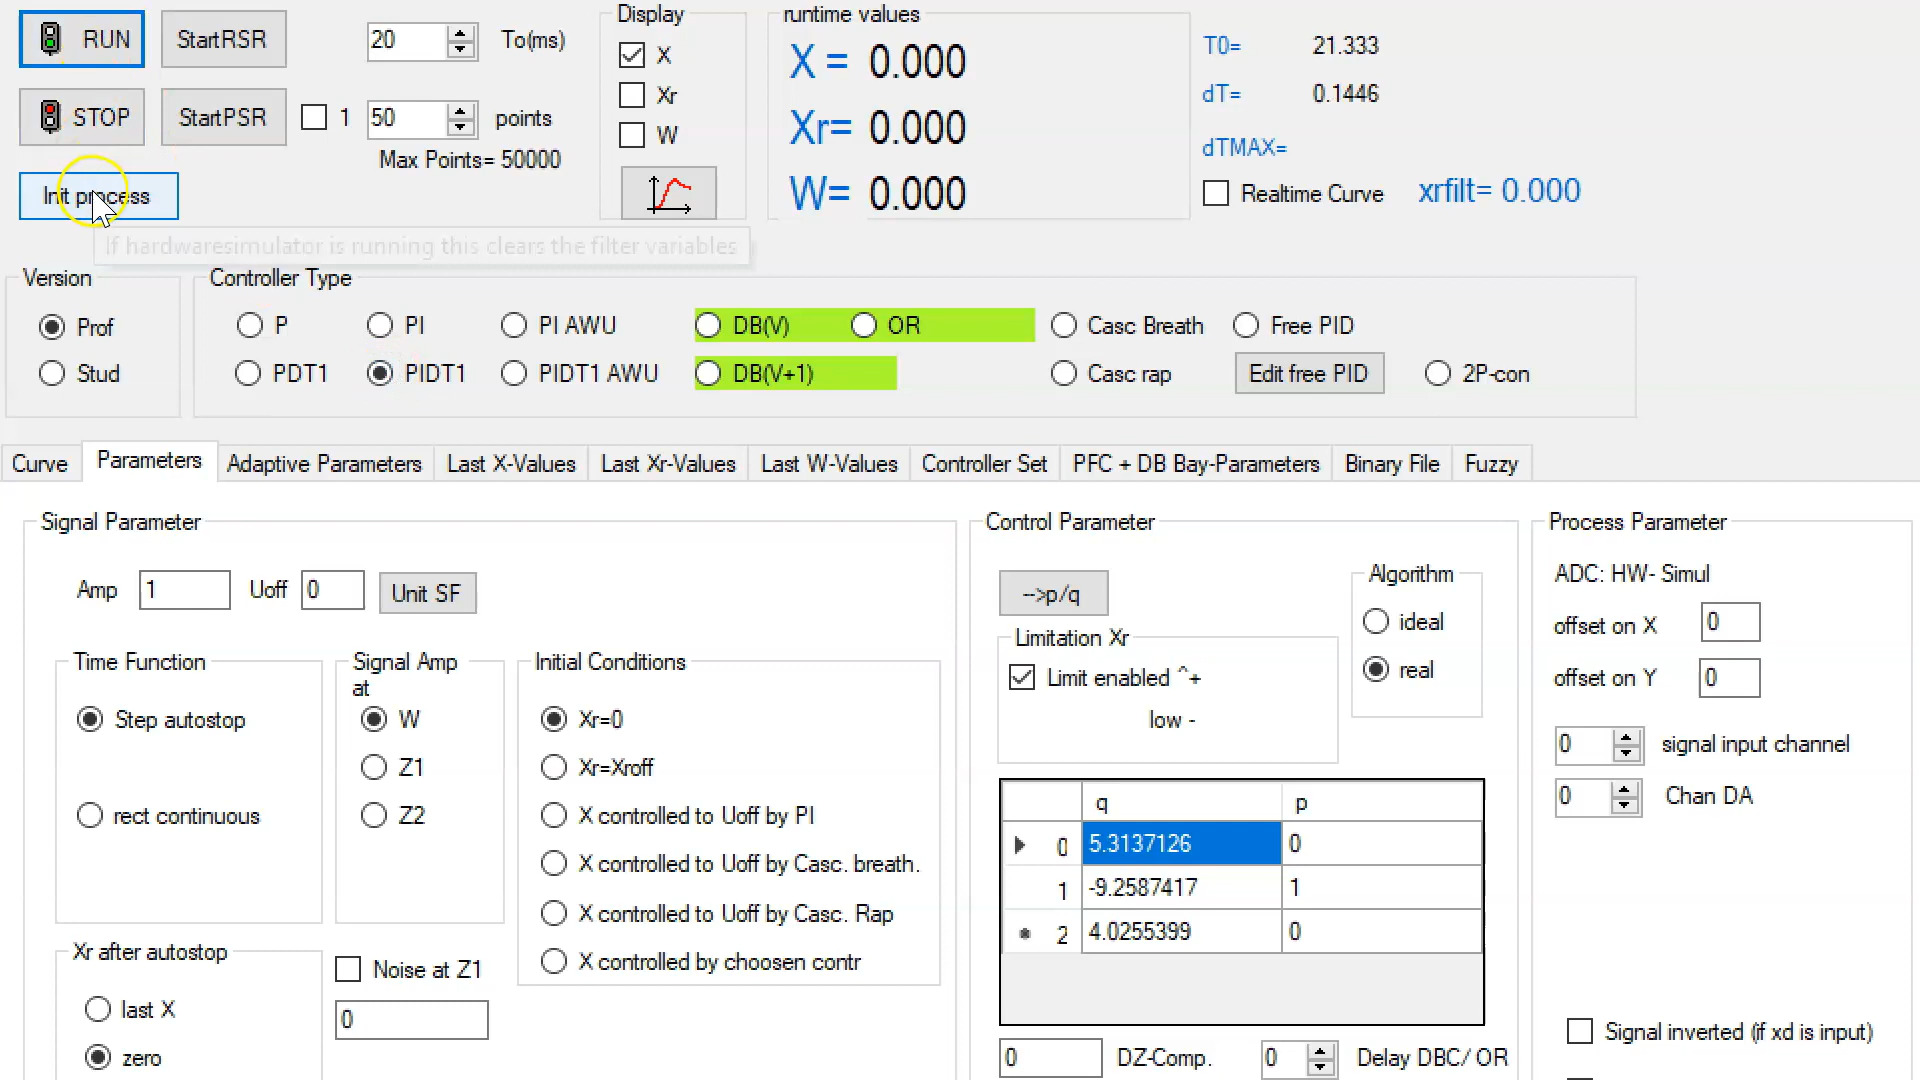 RUN StartRSR 20 To(ms)
STOP StartPSR 1 50 points
Max Points= 50000
Init process
If hardwaresimulator is running this clears the filter variables
Display
X
Xr
W
runtime values
X = 0.000
Xr= 0.000
W= 0.000
T0= 21.333
dT= 0.1446
dTMAX=
Realtime Curve xrfilt= 0.000
Version
Prof
Stud
Controller Type
P PI PI AWU DB(V) OR Casc Breath Free PID
PDT1 PIDT1 PIDT1 AWU DB(V+1) Casc rap Edit free PID 2P-con
Curve Parameters Adaptive Parameters Last X-Values Last Xr-Values Last W-Values Controller Set PFC + DB Bay-Parameters Binary File Fuzzy
Signal Parameter
Amp 1 Uoff 0 Unit SF
Time Function
Step autostop
rect continuous
Signal Amp
at
W
Z1
Z2
Initial Conditions
Xr=0
Xr=Xroff
X controlled to Uoff by PI
X controlled to Uoff by Casc. breath.
X controlled to Uoff by Casc. Rap
X controlled by choosen contr
Xr after autostop
last X
zero
Noise at Z1
0
Control Parameter
-->p/q
Limitation Xr
Limit enabled ^+
low -
Algorithm
ideal
real
q p
0 5.3137126 0
1 -9.2587417 1
2 4.0255399 0
0 DZ-Comp. 0 Delay DBC/ OR
Process Parameter
ADC: HW- Simul
offset on X 0
offset on Y 0
0 signal input channel
0 Chan DA
Signal inverted (if xd is input)